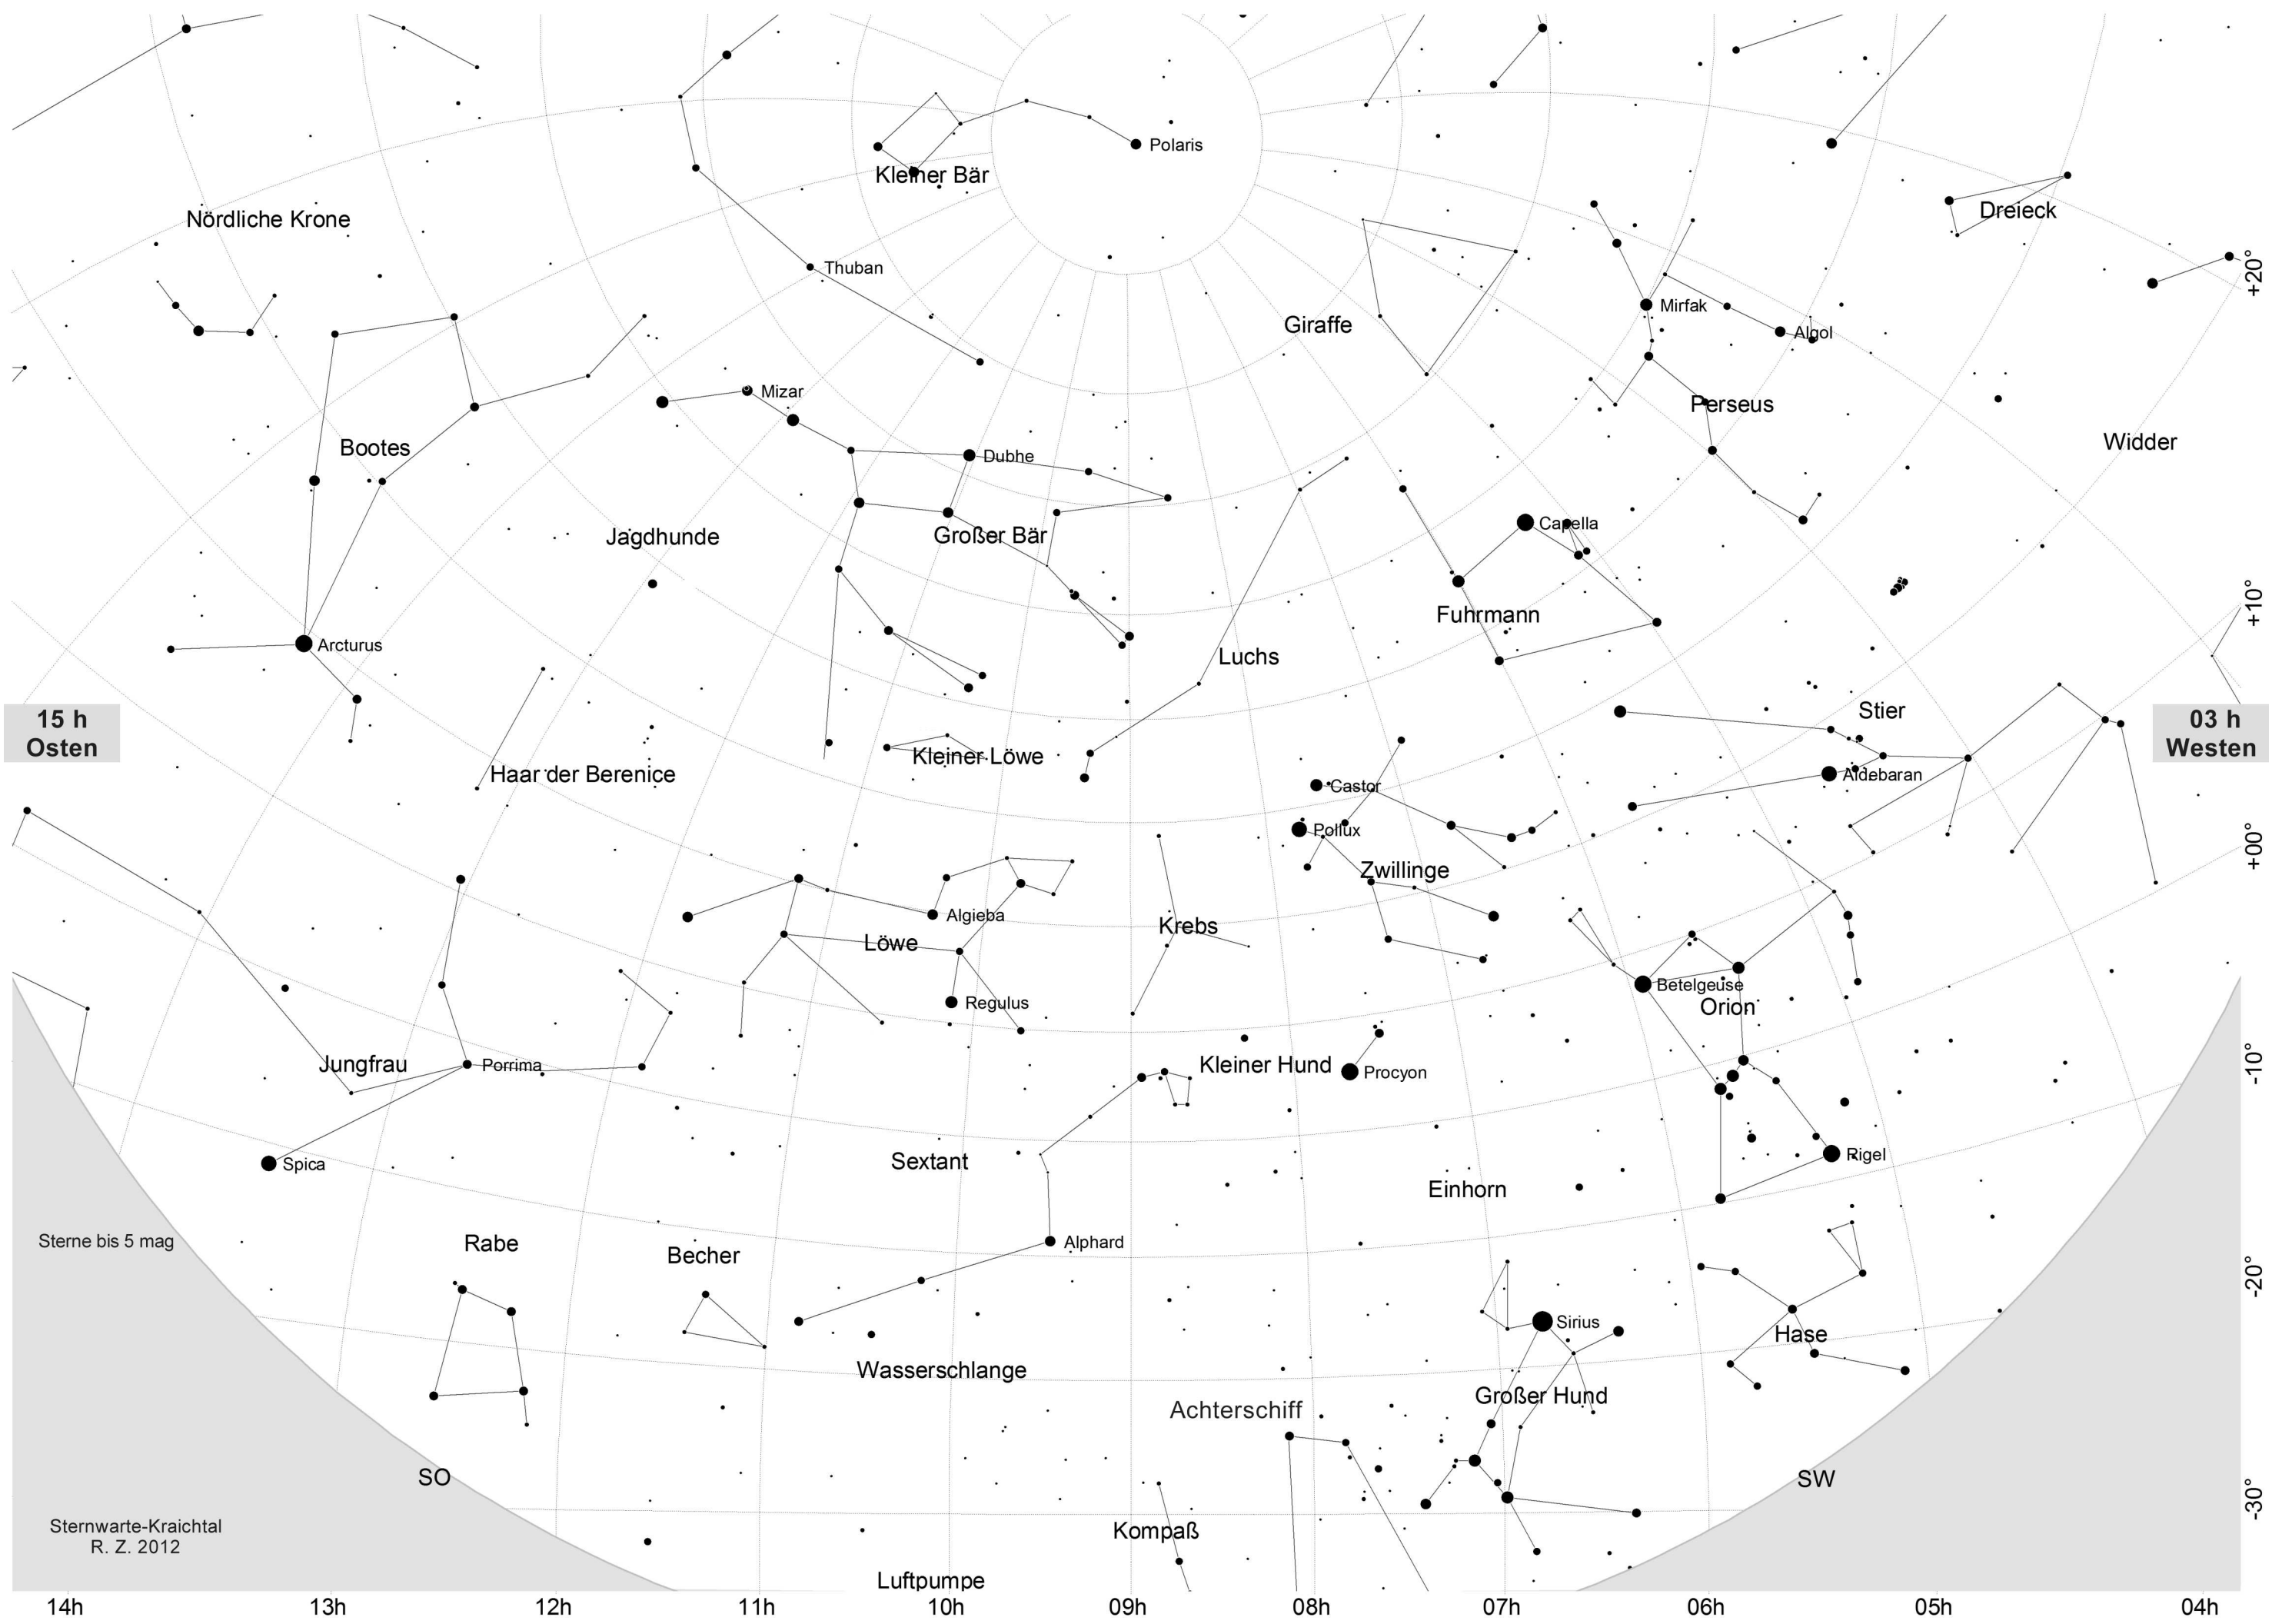 Polaris
Kleiner Bär
Nördliche Krone
Dreieck
Thuban
+20°
Giraffe
Mirfak
Algol
Mizar
Perseus
Bootes
Widder
Dubhe
Jagdhunde
Großer Bär
Capella
+10°
Fuhrmann
Arcturus
Luchs
15 h
Osten
Stier
03 h
Westen
Kleiner Löwe
Haar der Berenice
Castor
Aldebaran
Pollux
+00°
Zwillinge
Algieba
Krebs
Löwe
Betelgeuse
Regulus
Orion
Jungfrau
Porrima
Kleiner Hund
Procyon
-10°
Spica
Sextant
Rigel
Einhorn
Sterne bis 5 mag
Rabe
Becher
Alphard
-20°
Sirius
Hase
Wasserschlange
Großer Hund
Achterschiff
SO
SW
-30°
Sternwarte-Kraichtal
R. Z. 2012
Kompaß
Luftpumpe
14h 13h 12h 11h 10h 09h 08h 07h 06h 05h 04h